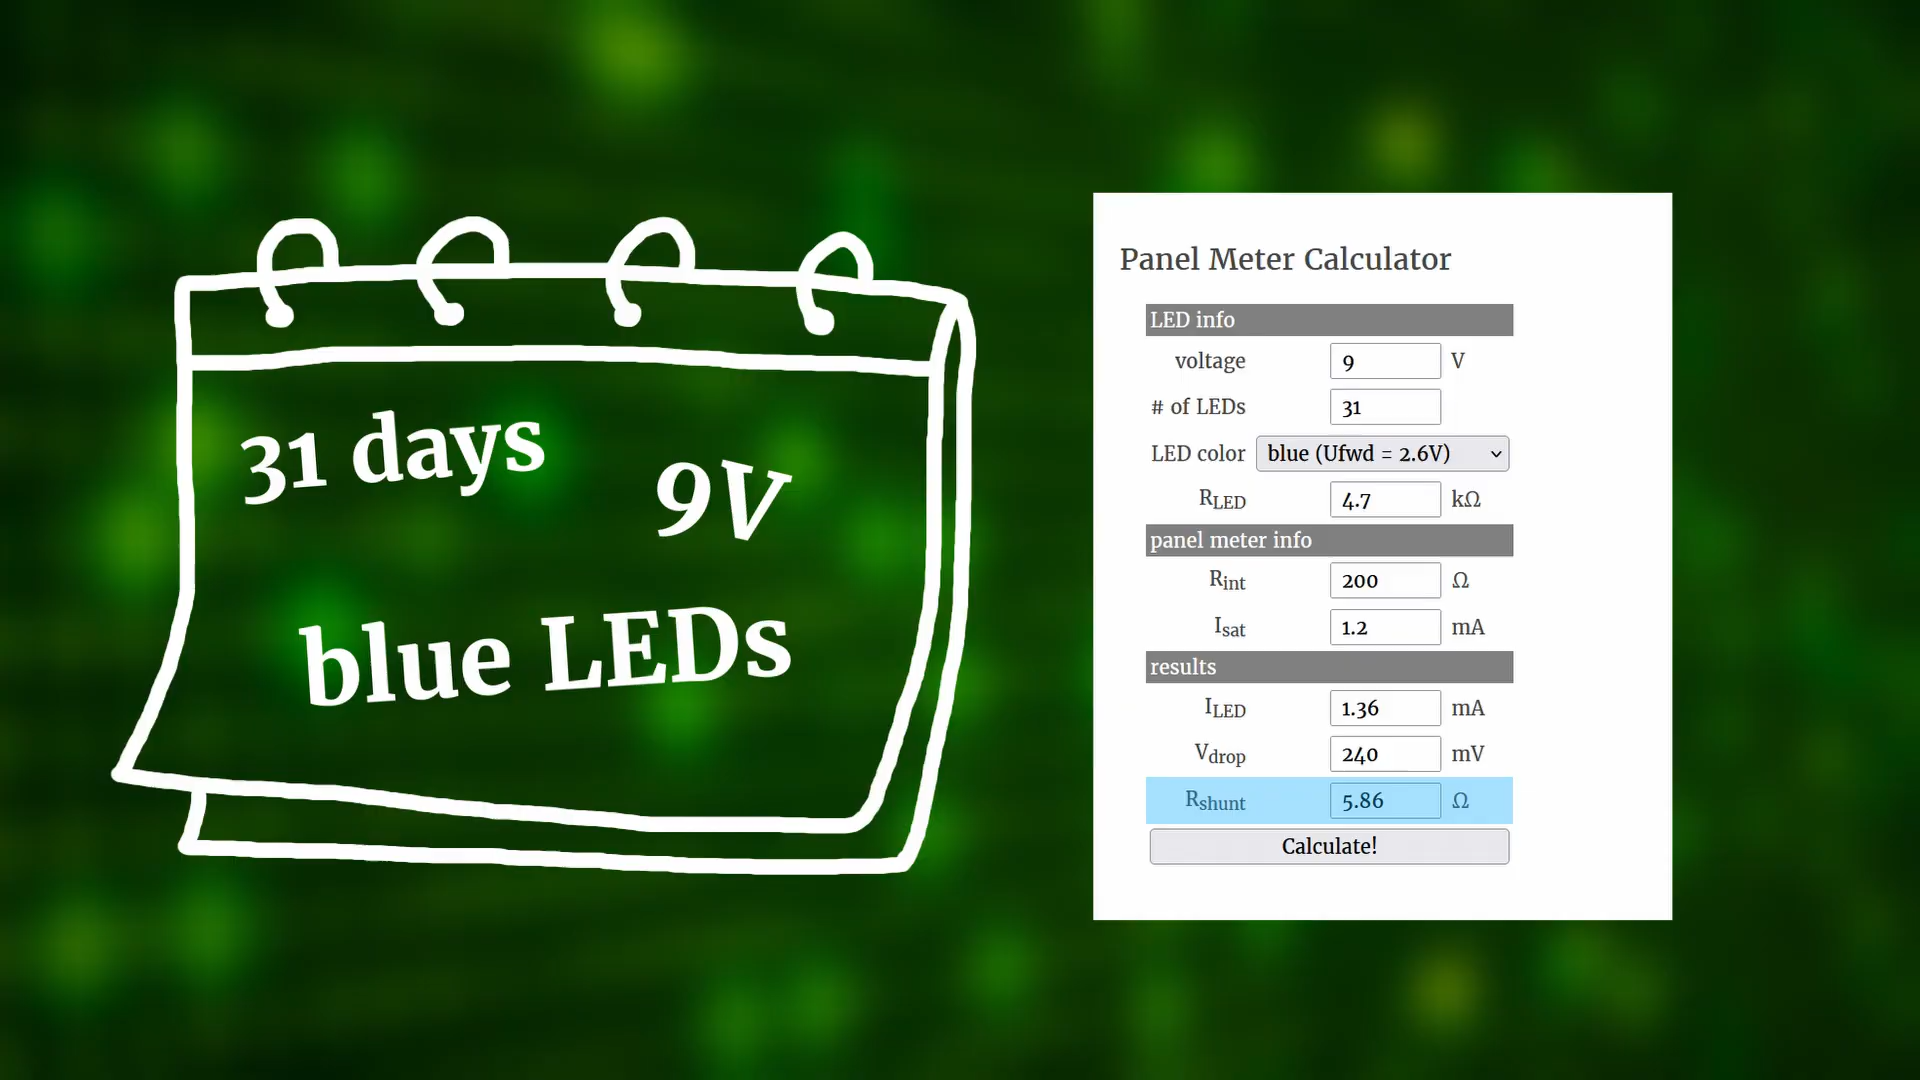 31 days
9V
blue LEDs
Panel Meter Calculator
LED info
voltage 9 V
# of LEDs 31
LED color blue (Ufwd = 2.6V)
RLED 4.7 kΩ
panel meter info
Rint 200 Ω
Isat 1.2 mA
results
ILED 1.36 mA
Vdrop 240 mV
Rshunt 5.86 Ω
Calculate!